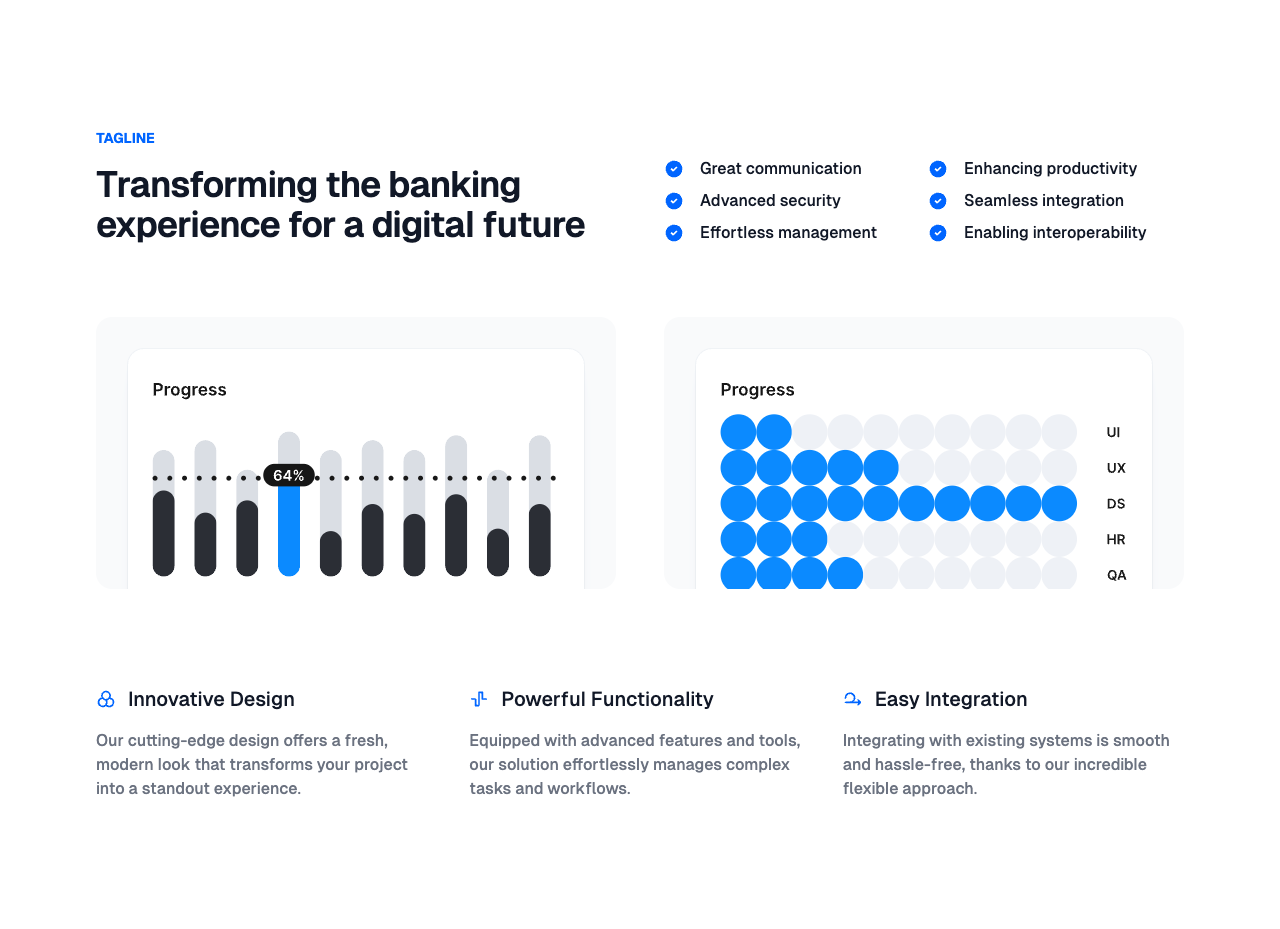 TAGLINE
Transforming the banking
experience for a digital future
Great communication
Advanced security
Effortless management
Enhancing productivity
Seamless integration
Enabling interoperability
Progress
64%
Progress
UI
UX
DS
HR
QA
Innovative Design
Our cutting-edge design offers a fresh,
modern look that transforms your project
into a standout experience.
Powerful Functionality
Equipped with advanced features and tools,
our solution effortlessly manages complex
tasks and workflows.
Easy Integration
Integrating with existing systems is smooth
and hassle-free, thanks to our incredible
flexible approach.